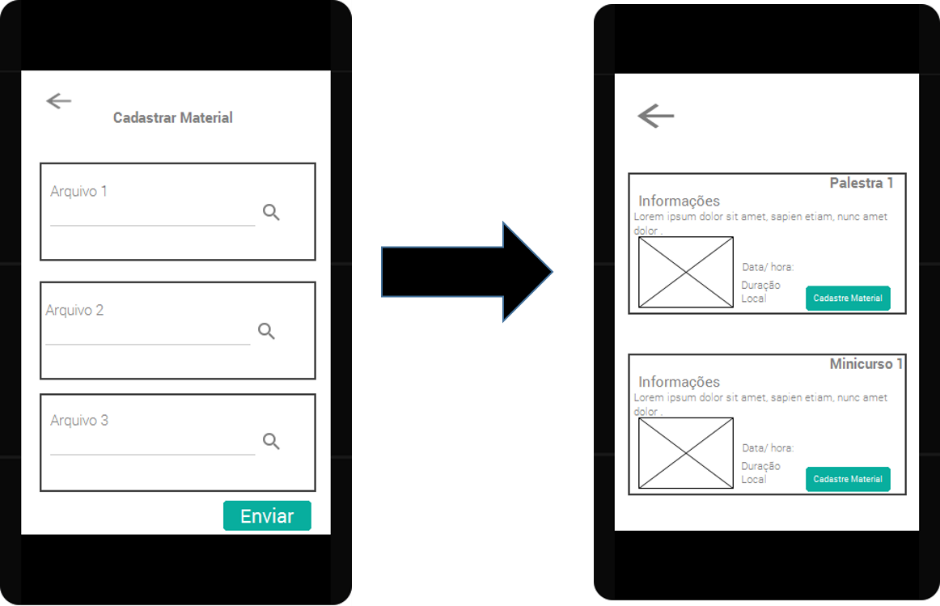 Cadastrar Material
Arquivo 1
Arquivo 2
Arquivo 3
Enviar
Palestra 1
Informações
Lorem ipsum dolor sit amet, sapien etiam, nunc amet
dolor .
Data/ hora:
Duração
Local
Cadastre Material
Minicurso 1
Informações
Lorem ipsum dolor sit amet, sapien etiam, nunc amet
dolor .
Data/ hora:
Duração
Local
Cadastre Material